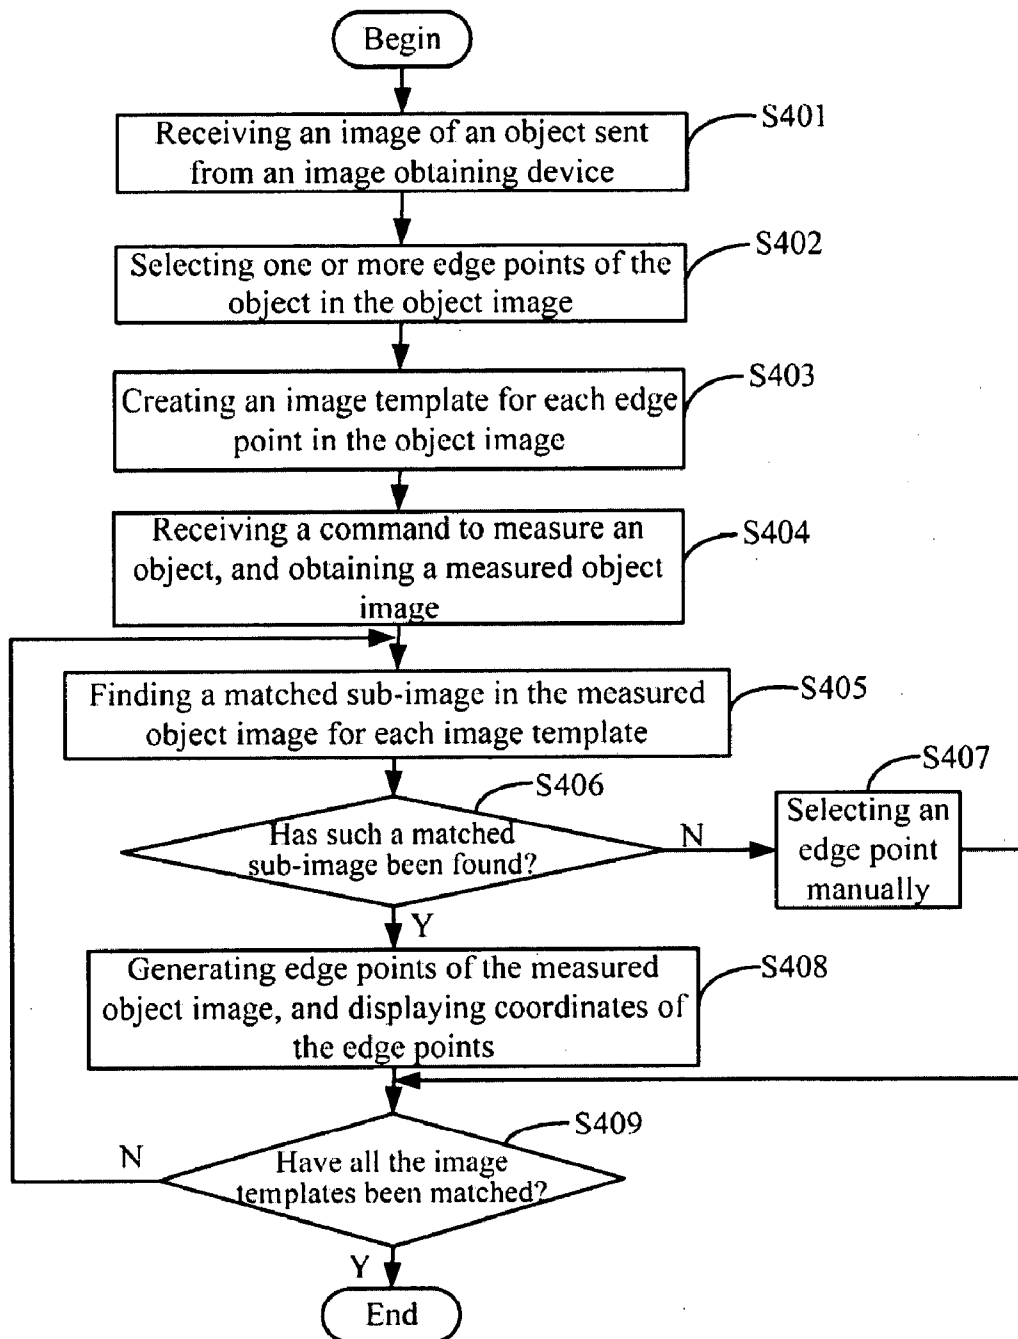 Begin
Receiving an image of an object sent
from an image obtaining device
S401
Selecting one or more edge points of the
object in the object image
S402
Creating an image template for each edge
point in the object image
S403
Receiving a command to measure an
object, and obtaining a measured object
image
S404
Finding a matched sub-image in the measured
object image for each image template
S405
Has such a matched
sub-image been found?
S406
N
Selecting an
edge point
manually
S407
Y
Generating edge points of the measured
object image, and displaying coordinates of
the edge points
S408
Have all the image
templates been matched?
S409
N
Y
End